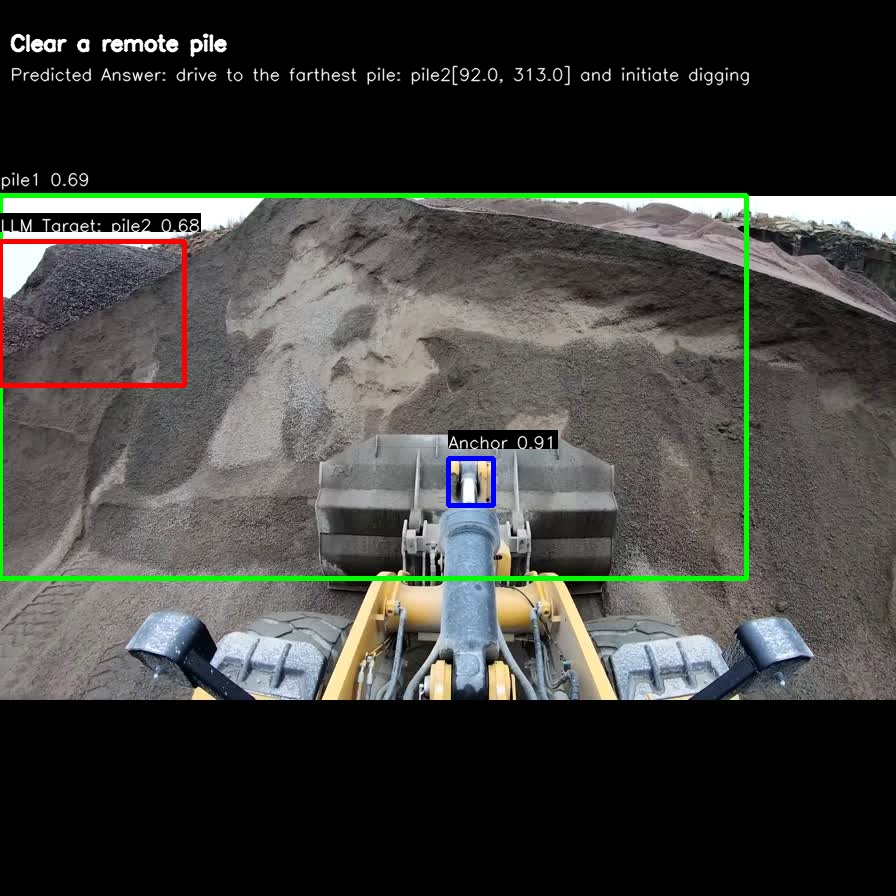 Clear a remote pile
Predicted Answer: drive to the farthest pile: pile2[92.0, 313.0] and initiate digging
pile1 0.69
LLM Target: pile2 0.68
Anchor 0.91